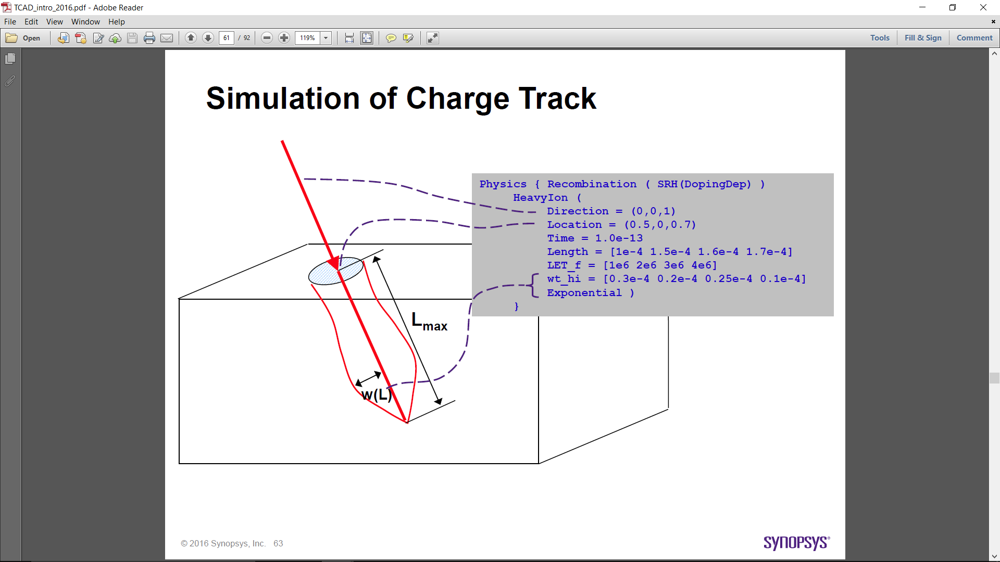 TCAD_intro_2016.pdf - Adobe Reader
File Edit View Window Help
Open 61 / 92 119% Tools Fill & Sign Comment
Simulation of Charge Track
Physics { Recombination ( SRH(DopingDep) )
HeavyIon (
Direction = (0,0,1)
Location = (0.5,0,0.7)
Time = 1.0e-13
Length = [1e-4 1.5e-4 1.6e-4 1.7e-4]
LET_f = [1e6 2e6 3e6 4e6]
wt_hi = [0.3e-4 0.2e-4 0.25e-4 0.1e-4]
Exponential )
}
Lmax
w(L)
© 2016 Synopsys, Inc. 63
SYNOPSYS®